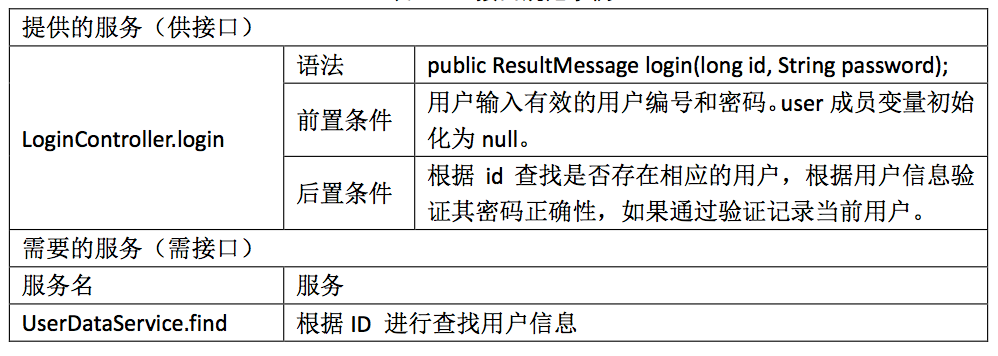 提供的服务（供接口）
LoginController.login
语法
public ResultMessage login(long id, String password);
前置条件
用户输入有效的用户编号和密码。user 成员变量初始
化为 null。
后置条件
根据 id 查找是否存在相应的用户，根据用户信息验
证其密码正确性，如果通过验证记录当前用户。
需要的服务（需接口）
服务名 服务
UserDataService.find 根据 ID 进行查找用户信息